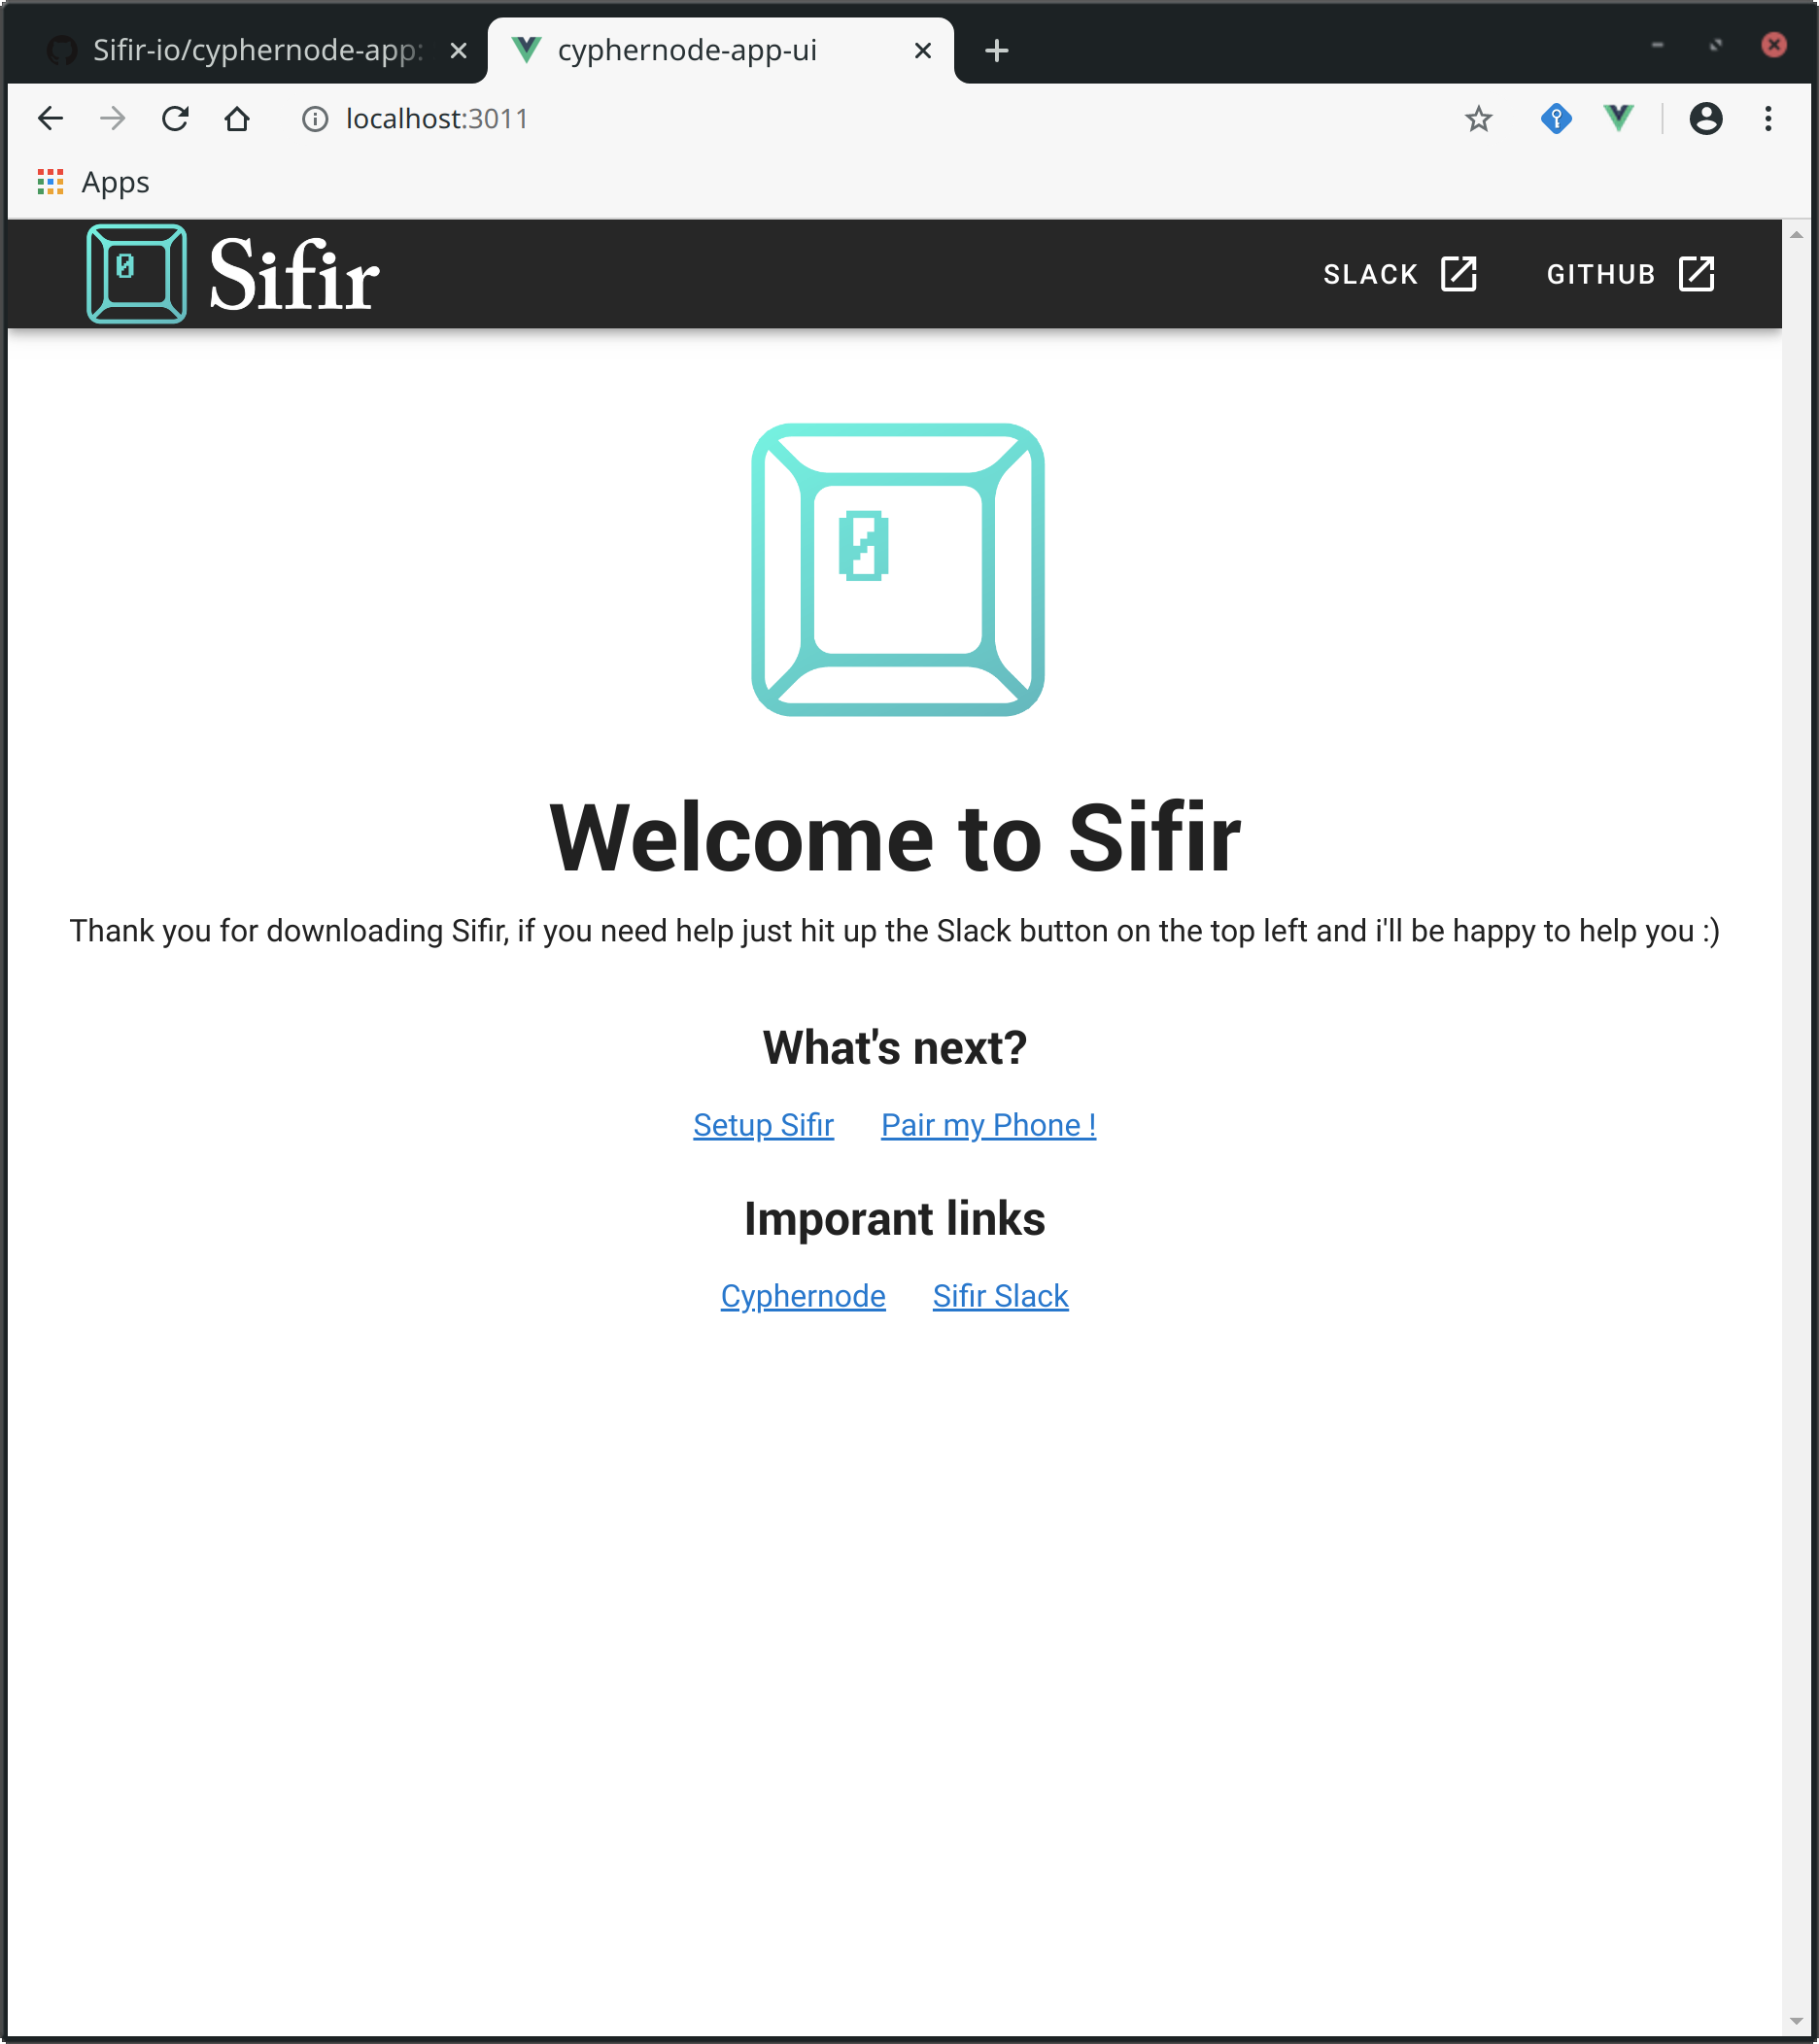 Sifir-io/cyphernode-app:
cyphernode-app-ui
localhost:3011
Apps
0
Sifir
SLACK
GITHUB
0
Welcome to Sifir
Thank you for downloading Sifir, if you need help just hit up the Slack button on the top left and i'll be happy to help you :)
What's next?
Setup Sifir Pair my Phone !
Imporant links
Cyphernode Sifir Slack